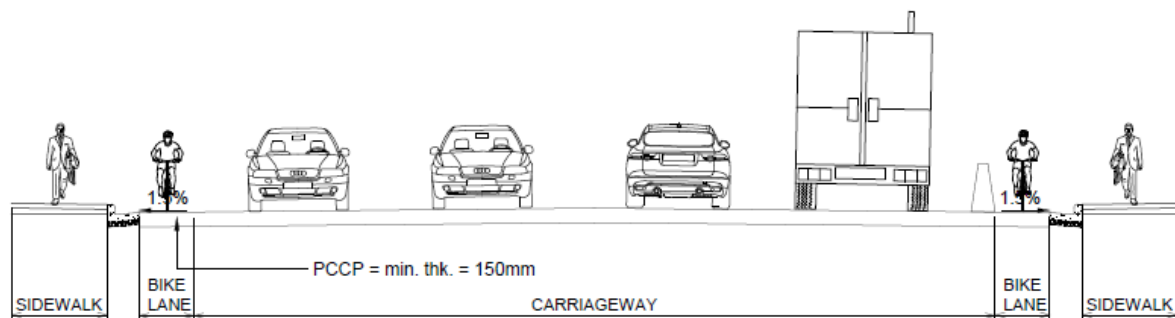 1.5%
1.5%
PCCP = min. thk. = 150mm
SIDEWALK
BIKE
LANE
CARRIAGEWAY
BIKE
LANE
SIDEWALK